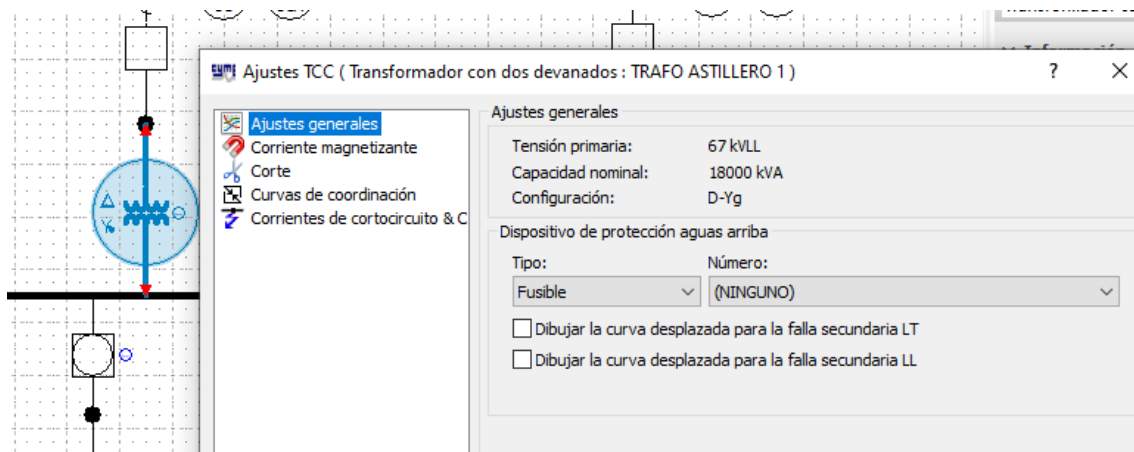 Ajustes TCC ( Transformador con dos devanados : TRAFO ASTILLERO 1 ) ?
Ajustes generales
Corriente magnetizante
Corte
Curvas de coordinación
Corrientes de cortocircuito & C
Ajustes generales
Tensión primaria: 67 kVLL
Capacidad nominal: 18000 kVA
Configuración: D-Yg
Dispositivo de protección aguas arriba
Tipo: Número:
Fusible (NINGUNO)
Dibujar la curva desplazada para la falla secundaria LT
Dibujar la curva desplazada para la falla secundaria LL